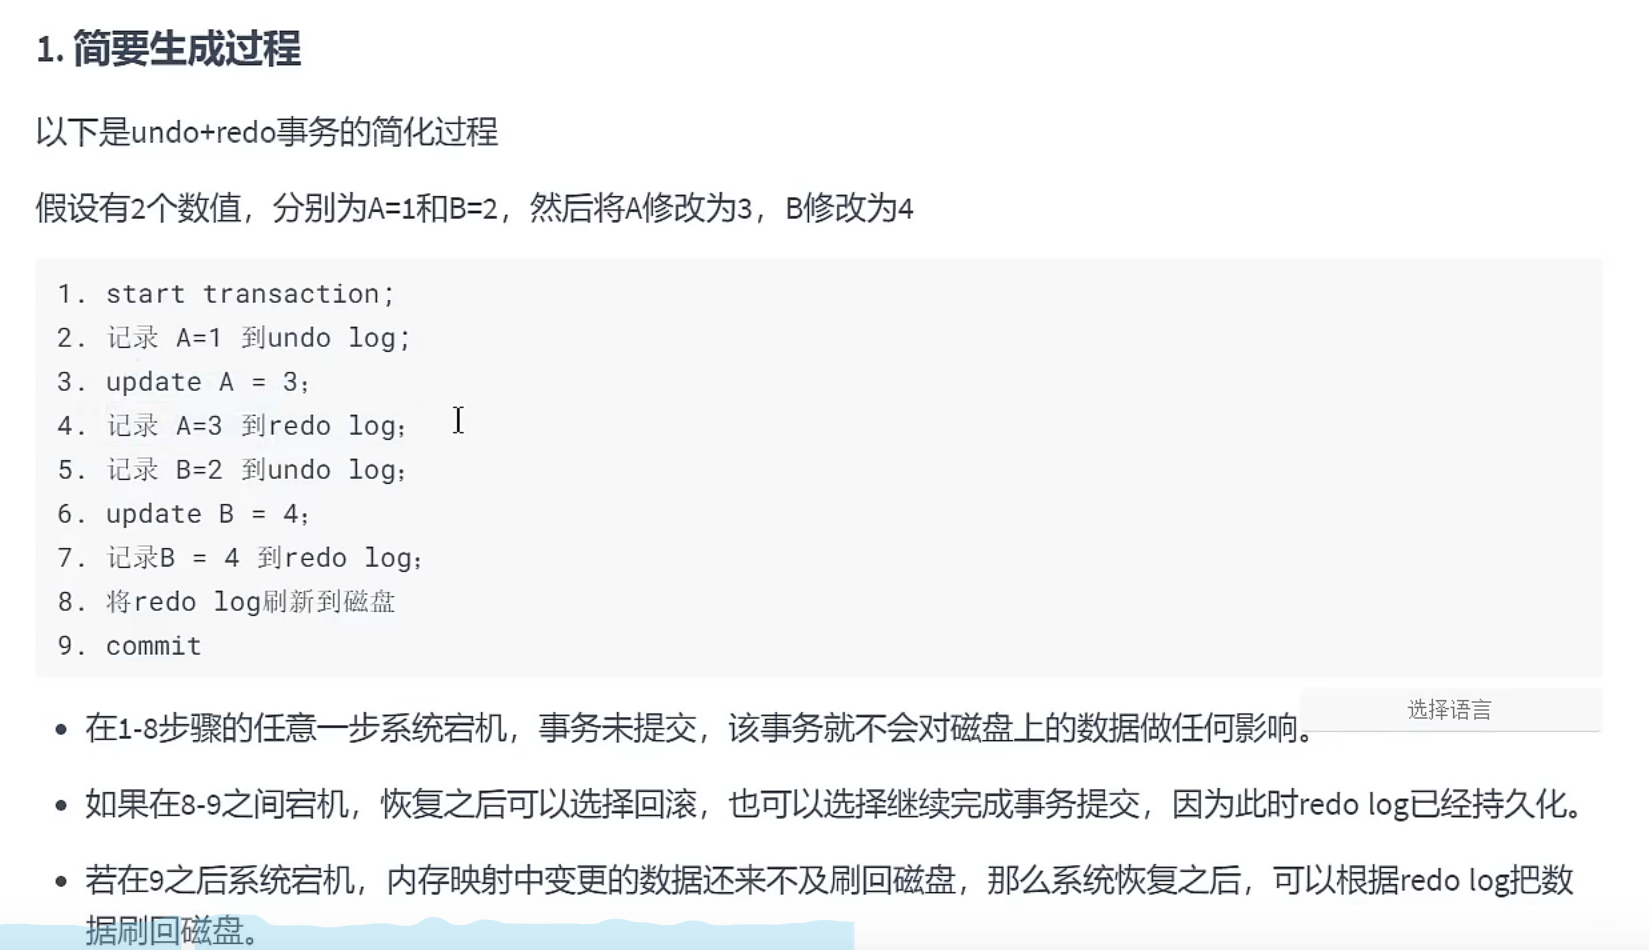 1. 简要生成过程
以下是undo+redo事务的简化过程
假设有2个数值，分别为A=1和B=2，然后将A修改为3，B修改为4
1. start transaction;
2. 记录 A=1 到undo log;
3. update A = 3；
4. 记录 A=3 到redo log；
5. 记录 B=2 到undo log；
6. update B = 4；
7. 记录B = 4 到redo log；
8. 将redo log刷新到磁盘
9. commit
选择语言
• 在1-8步骤的任意一步系统宕机，事务未提交，该事务就不会对磁盘上的数据做任何影响。
• 如果在8-9之间宕机，恢复之后可以选择回滚，也可以选择继续完成事务提交，因为此时redo log已经持久化。
• 若在9之后系统宕机，内存映射中变更的数据还来不及刷回磁盘，那么系统恢复之后，可以根据redo log把数
据刷回磁盘。